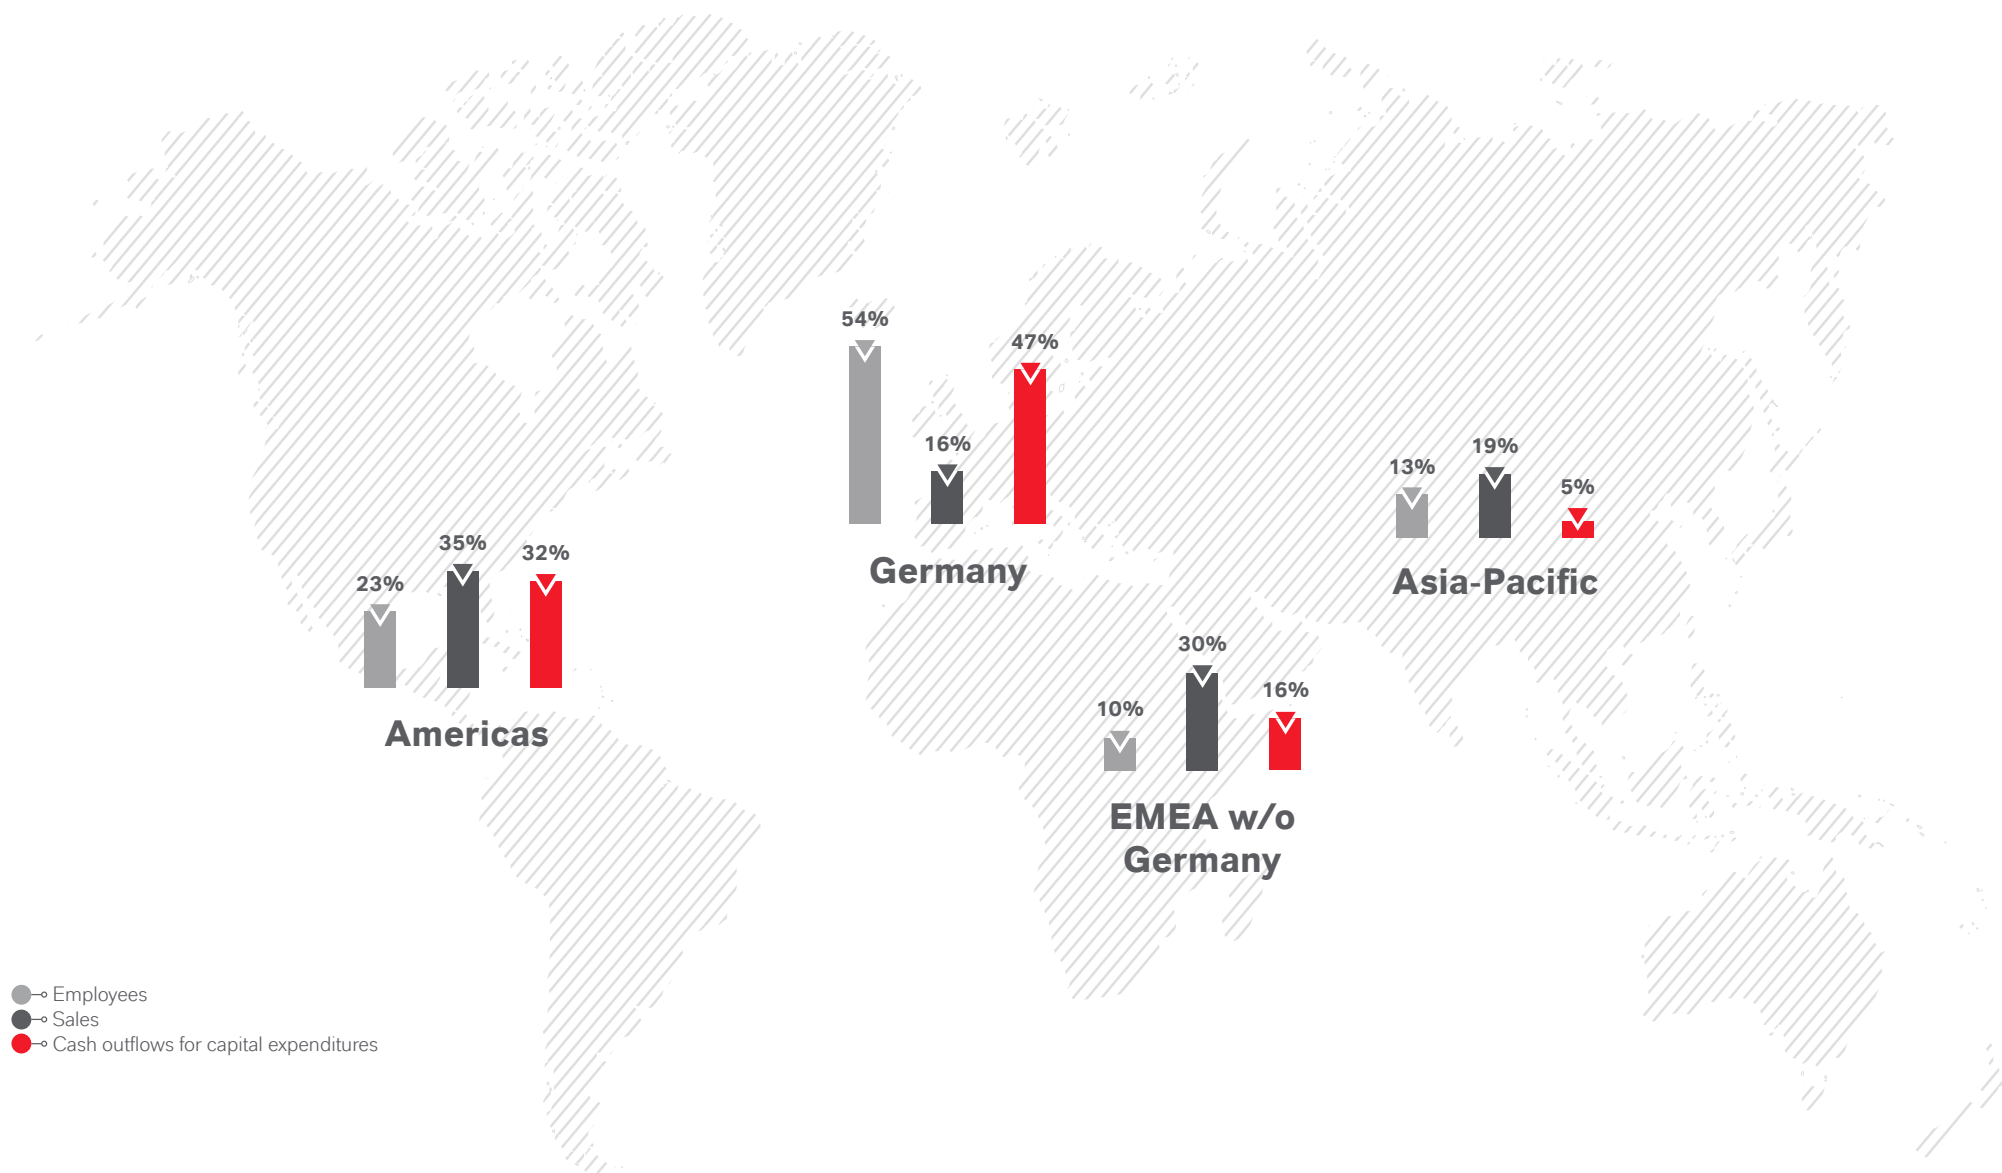 54%
16%
47%
Germany
13%
19%
5%
Asia-Pacific
23%
35%
32%
Americas
10%
30%
16%
EMEA w/o
Germany
Employees
Sales
Cash outflows for capital expenditures